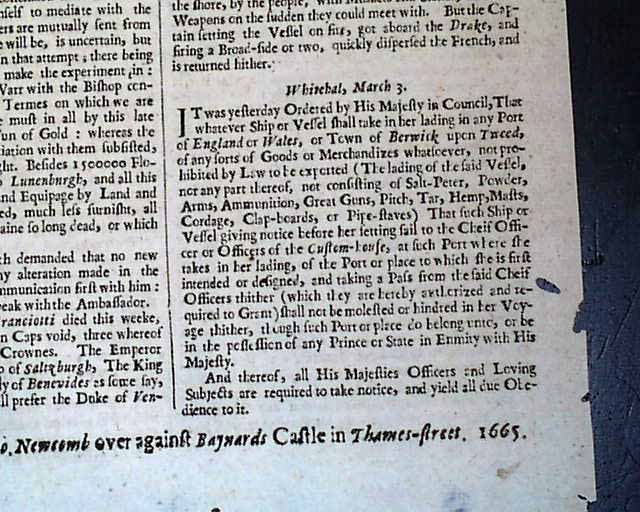 nself to mediate with the
ers are mutually sent from
e will be, is uncertain, but
n that attempt; there being
make the experiment in:
Warr with the Bishop con-
Termes on which we are
e must in all by this late
un of Gold: whereas the
iation with them subsisted,
ght. Besides 1500000 Flo-
o Lunenburgh, and all this
nd Equipage by Land and
ed, much less furnisht, all
aine so long dead, or which
th demanded that no new
ny alteration made in the
mmunicaion first with him:
peak with the Ambassador.
ranciotti died this weeke,
n Caps void, three whereof
Crownes. The Emperor
p of Saltzburgh, The King
ly of Benevides as some say,
ll prefer the Duke of Ven-
the shore, by the people, with
Weapons on the sudden they could meet with. But the Cap-
tain setting the Vessel on fire, got aboard the Drake, and
firing a Broad-side or two, quickly dispersed the French, and
is returned hither.
Whitehal, March 3.
IT was yesterday Ordered by His Majesty in Council, That
whatever Ship or Vessel shall take in her lading in any Port
of England or Wales, or Town of Berwick upon Tweed,
of any sorts of Goods or Merchandizes whatsoever, not pro-
hibited by Law to be exported (The lading of the said Vessel,
nor any part thereof, not consisting of Salt-Peter, Powder,
Arms, Ammunition, Great Guns, Pitch, Tar, Hemp, Masts,
Cordage, Clap-boards, or Pipe-staves) That such Ship or
Vessel giving notice before her setting sail to the Cheif Offi-
cer or Officers of the Custom-house, at such Port where she
takes in her lading, of the Port or place to which she is first
intended or designed, and taking a Pass from the said Cheif
Officers thither (which they are hereby authorized and re-
quired to Grant) shall not be molested or hindred in her Voy-
age thither, though such Port or place do belong unto, or be
in the possession of any Prince or State in Enmity with His
Majesty.
And thereof, all His Majesties Officers and Loving
Subjects are required to take notice, and yield all due Obe-
dience to it.
o. Newcomb over against Baynards Castle in Thames-street. 1665.